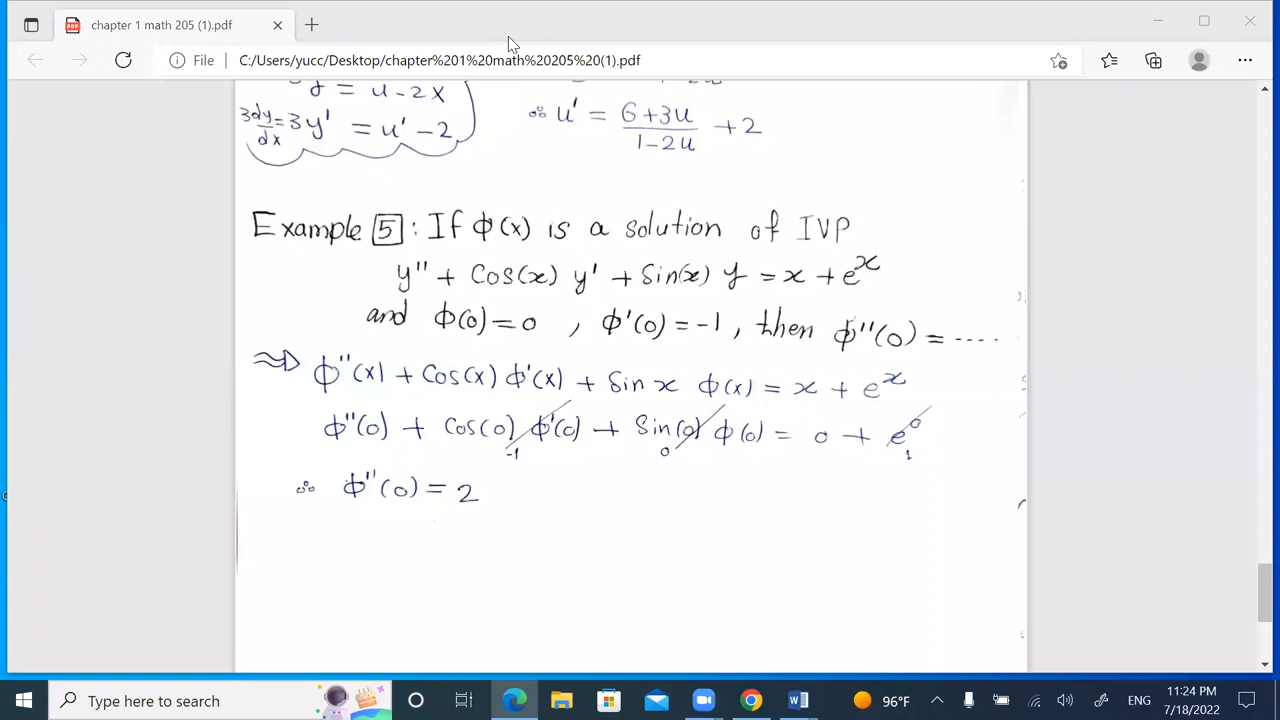 chapter 1 math 205 (1).pdf
File C:/Users/yucc/Desktop/chapter%201%20math%20205%20(1).pdf
y = u - 2x
3dy/dx = 3y' = u' - 2
∴ u' = (6+3u)/(1-2u) + 2
Example 5 : If Φ(x) is a solution of IVP
y'' + Cos(x) y' + Sin(x) y = x + e^x
and Φ(0) = 0 , Φ'(0) = -1 , then Φ''(0) = ....
⇒ Φ''(x) + Cos(x) Φ'(x) + Sin x Φ(x) = x + e^x
Φ''(0) + Cos(0) Φ'(0) + Sin(0) Φ(0) = 0 + e^0
-1 0 1
∴ Φ''(0) = 2
Type here to search
96°F
ENG
11:24 PM
7/18/2022